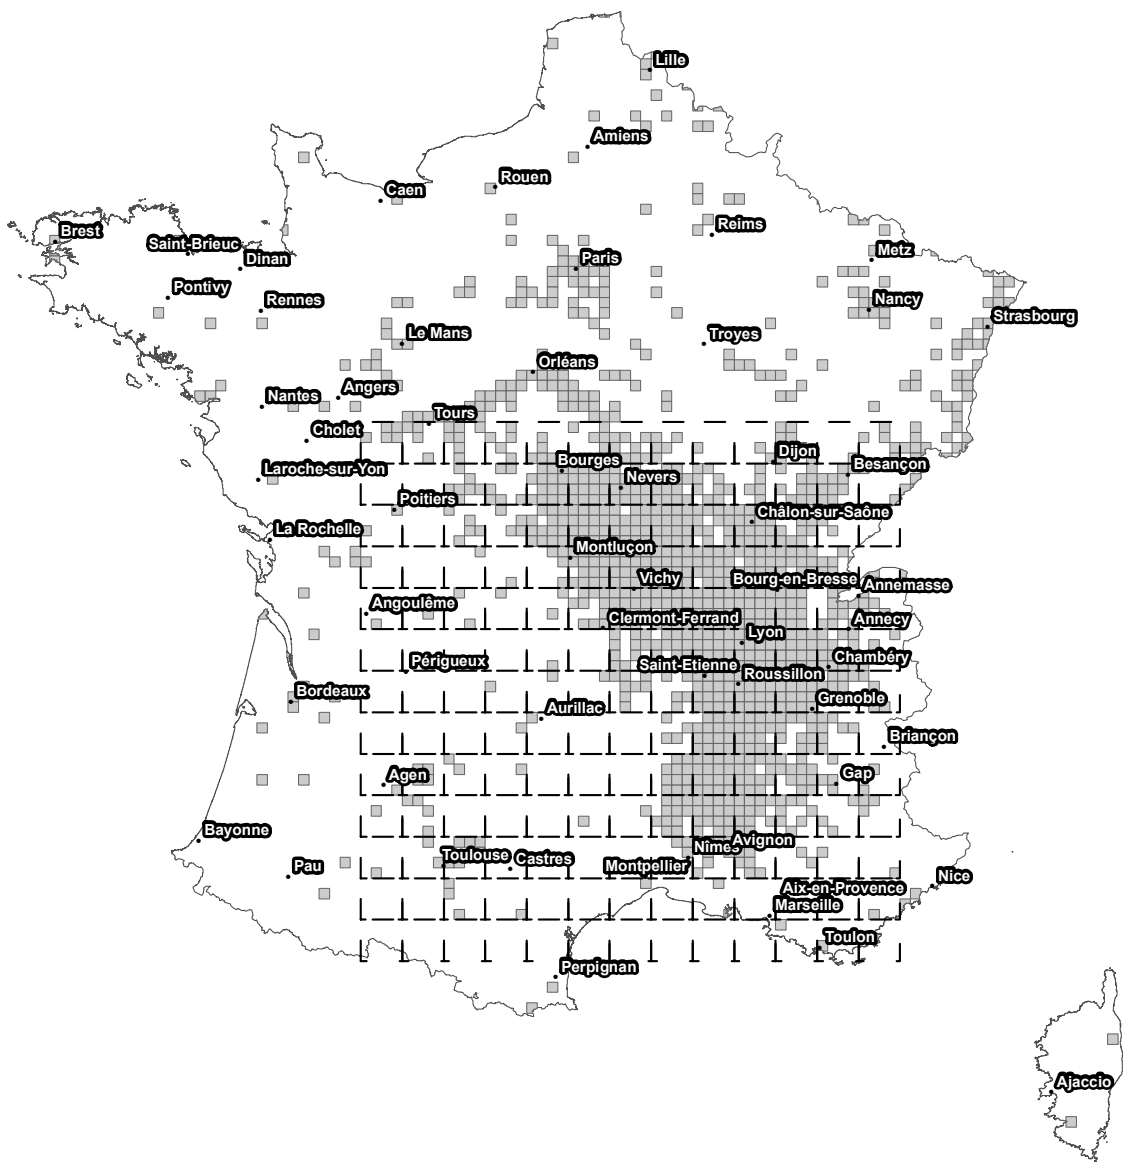 Lille
Amiens
Rouen
Caen
Reims
Brest
Saint-Brieuc
Dinan
Metz
Paris
Pontivy
Rennes
Nancy
Strasbourg
Le Mans
Troyes
Orléans
Angers
Nantes
Tours
Cholet
Dijon
Bourges
Besançon
Laroche-sur-Yon
Nevers
Poitiers
Châlon-sur-Saône
La Rochelle
Montluçon
Vichy
Bourg-en-Bresse
Annemasse
Angoulême
Clermont-Ferrand
Annecy
Lyon
Périgueux
Saint-Etienne
Chambéry
Roussillon
Bordeaux
Grenoble
Aurillac
Briançon
Agen
Gap
Bayonne
Nîmes
Avignon
Toulouse
Castres
Montpellier
Pau
Nice
Aix-en-Provence
Marseille
Toulon
Perpignan
Ajaccio